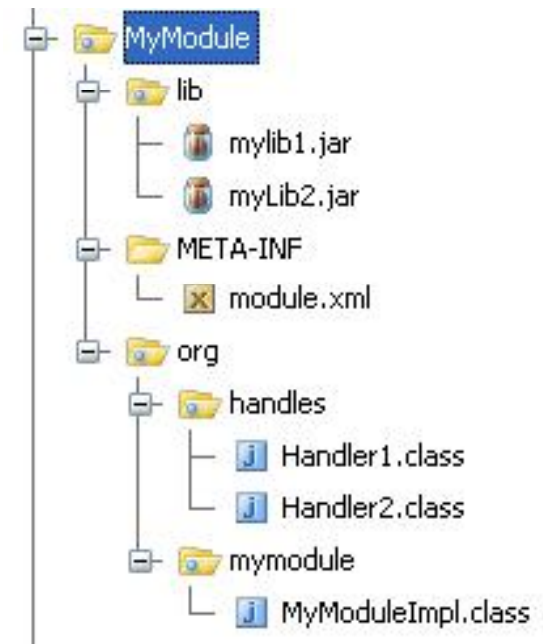 MyModule
lib
mylib1.jar
myLib2.jar
META-INF
module.xml
org
handles
Handler1.class
Handler2.class
mymodule
MyModuleImpl.class